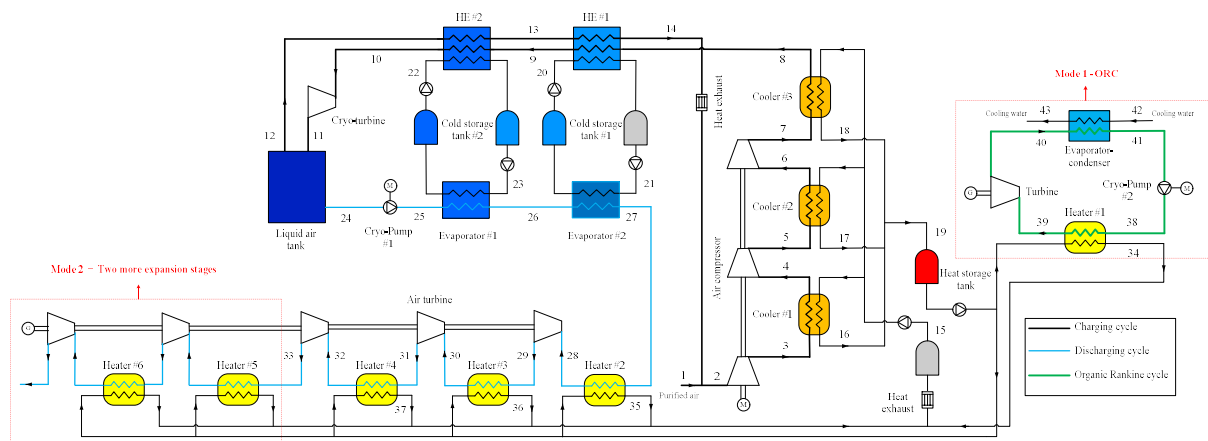 HE #2
HE #1
13
14
10
9
8
22
20
Cryo-turbine
Cold storage
tank #2
Cold storage
tank #1
12
11
Heat exhaust
Cooler #3
7
18
6
23
21
M
24
25
26
27
Liquid air
tank
Cryo-Pump
#1
Evaporator #1
Evaporator #2
Cooler #2
5
17
Air compressor
4
Cooler #1
3
16
19
Heat storage
tank
15
Heat
exhaust
1
2
Purified air
M
Mode 1 - ORC
43
42
Cooling water
Cooling water
40
41
Evaporator-
condenser
G
Turbine
Cryo-Pump
#2
M
39
Heater #1
38
34
Mode 2 – Two more expansion stages
Air turbine
G
33
32
31
30
29
28
Heater #6
Heater #5
Heater #4
Heater #3
Heater #2
37
36
35
Charging cycle
Discharging cycle
Organic Rankine cycle